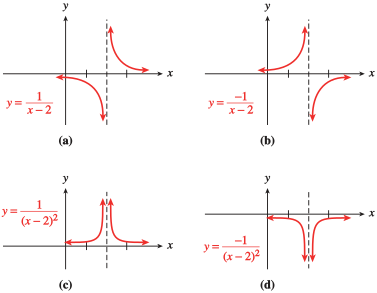 y
x
y = 1/(x − 2)
(a)
y
x
y = −1/(x − 2)
(b)
y
x
y = 1/(x − 2)²
(c)
y
x
y = −1/(x − 2)²
(d)